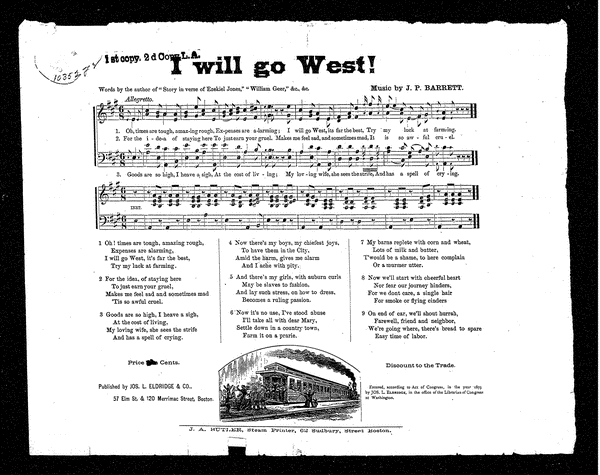 1st copy. 2d Copy L.A.
I will go West!
Words by the author of "Story in verse of Ezekiel Jones," "William Geer," &c., &c.
Music by J. P. BARRETT.
Allegretto.
1. Oh, times are tough, amaz-ing rough, Ex-penses are a-larming; I will go West, its far the best, Try my luck at farm-ing.
2. For the i-dea of staying here To just earn your gruel. Makes me feel sad, and sometimes mad, It is so aw-ful cru-el.
3. Goods are so high, I heave a sigh, At the cost of liv-ing; My lov-ing wife, she sees the strife, And has a spell of cry-ing.
INST.
1 Oh! times are tough, amazing rough,
Expenses are alarming,
I will go West, it's far the best,
Try my luck at farming.
2 For the idea, of staying here
To just earn your gruel,
Makes me feel sad and sometimes mad
'Tis so awful cruel.
3 Goods are so high, I heave a sigh,
At the cost of living,
My loving wife, she sees the strife
And has a spell of crying.
4 Now there's my boys, my chiefest joys,
To have them in the City,
Amid the harm, gives me alarm
And I ache with pity.
5 And there's my girls, with auburn curls
May be slaves to fashion,
And lay such stress, on how to dress,
Becomes a ruling passion.
6 Now it's no use, I've stood abuse
I'll take all with dear Mary,
Settle down in a country town,
Farm it on a prarie.
7 My barns replete with corn and wheat,
Lots of milk and butter,
T'would be a shame, to here complain
Or a murmer utter.
8 Now we'll start with cheerful heart
Nor fear our journey hinders,
For we dont care, a single hair
For smoke or flying cinders
9 On end of car, we'll shout hurrah,
Farewell, friend and neighbor,
We're going where, there's bread to spare
Easy time of labor.
Price Cents.
Discount to the Trade.
Published by JOS. L. ELDRIDGE & CO.,
57 Elm St. & 120 Merrimac Street, Boston.
Entered, according to Act of Congress, in the year 1875
by JOS. L. ELDRIDGE, in the office of the Librarian of Congress
at Washington.
J. A. BUTLER, Steam Printer, 62 Sudbury, Street Boston.